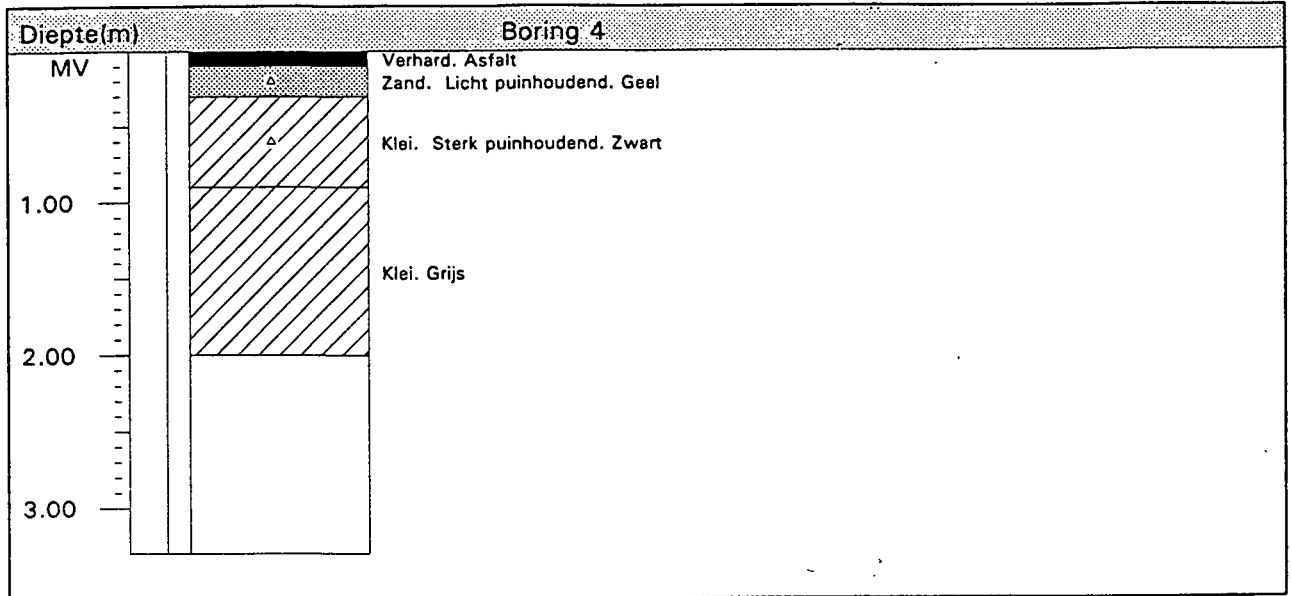 Diepte(m) Boring 4
MV
Verhard. Asfalt
Zand. Licht puinhoudend. Geel
Klei. Sterk puinhoudend. Zwart
1.00
Klei. Grijs
2.00
3.00